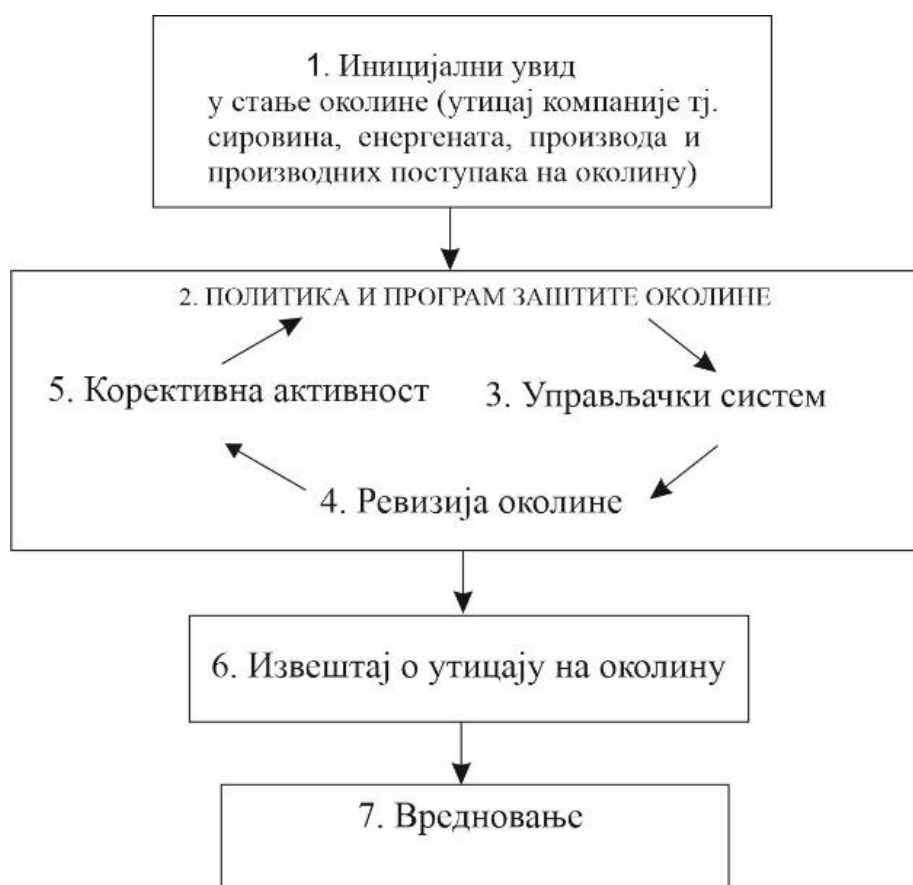 1. Иницијални увид
у стање околине (утицај компаније тј.
сировина, енергената, производа и
производних поступака на околину)
2. ПОЛИТИКА И ПРОГРАМ ЗАШТИТЕ ОКОЛИНЕ
5. Корективна активност
3. Управљачки систем
4. Ревизија околине
6. Извештај о утицају на околину
7. Вредновање